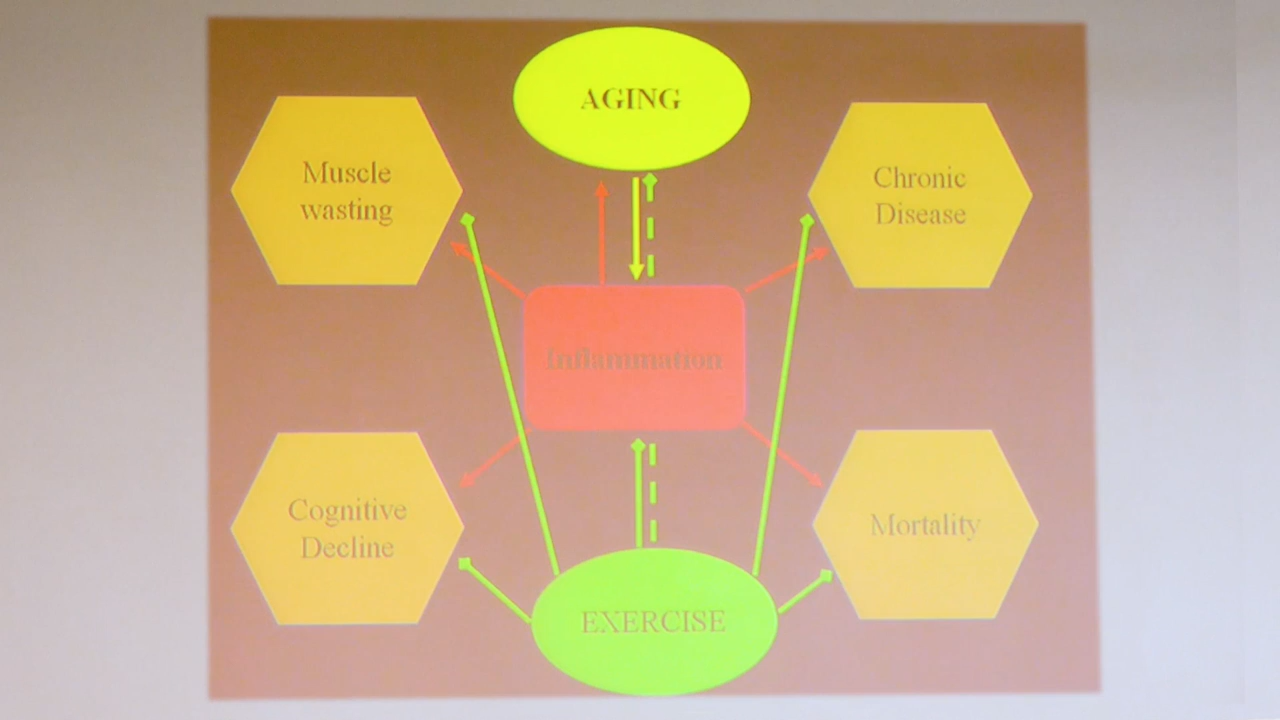 AGING
Muscle
wasting
Chronic
Disease
Inflammation
Cognitive
Decline
Mortality
EXERCISE